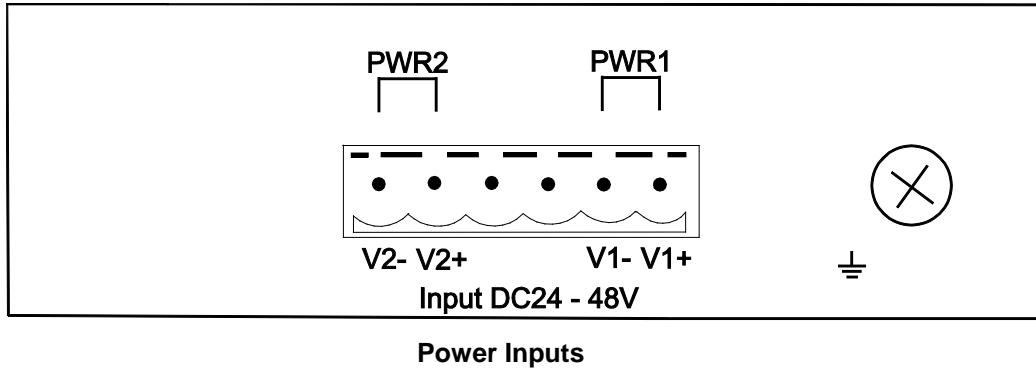 PWR2 PWR1
V2- V2+ V1- V1+
Input DC24 - 48V
Power Inputs